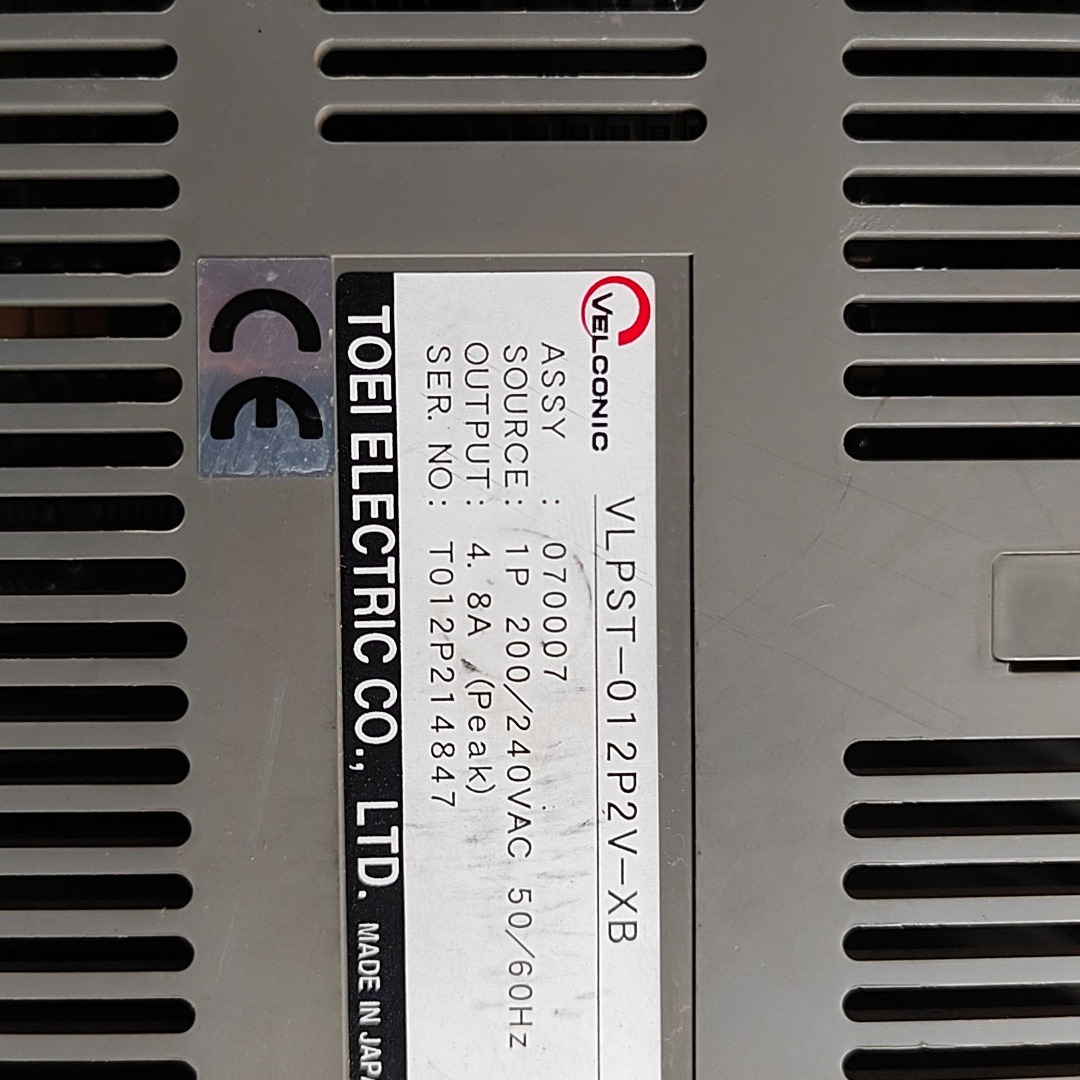 VELCONIC VLPST-012P2V-XB
ASSY : 070007
SOURCE: 1P 200/240VAC 50/60Hz
OUTPUT: 4.8A (Peak)
SER. NO: T012P214847
TOEI ELECTRIC CO., LTD. MADE IN JAPA
CE